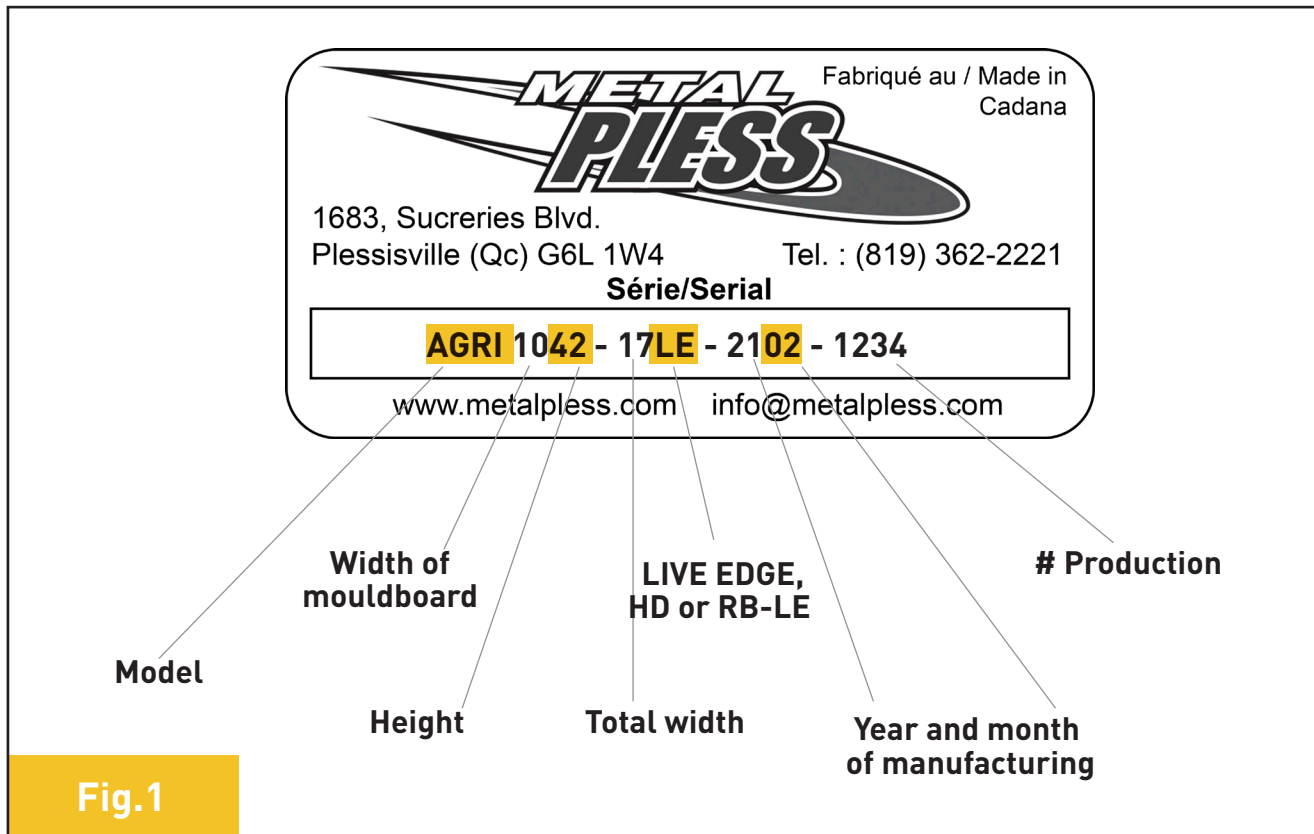 METAL
PLESS
Fabriqué au / Made in
Cadana
1683, Sucreries Blvd.
Plessisville (Qc) G6L 1W4 Tel. : (819) 362-2221
Série/Serial
AGRI 1042 - 17LE - 2102 - 1234
www.metalpless.com info@metalpless.com
Width of
mouldboard
LIVE EDGE,
HD or RB-LE
# Production
Model
Height
Total width
Year and month
of manufacturing
Fig.1